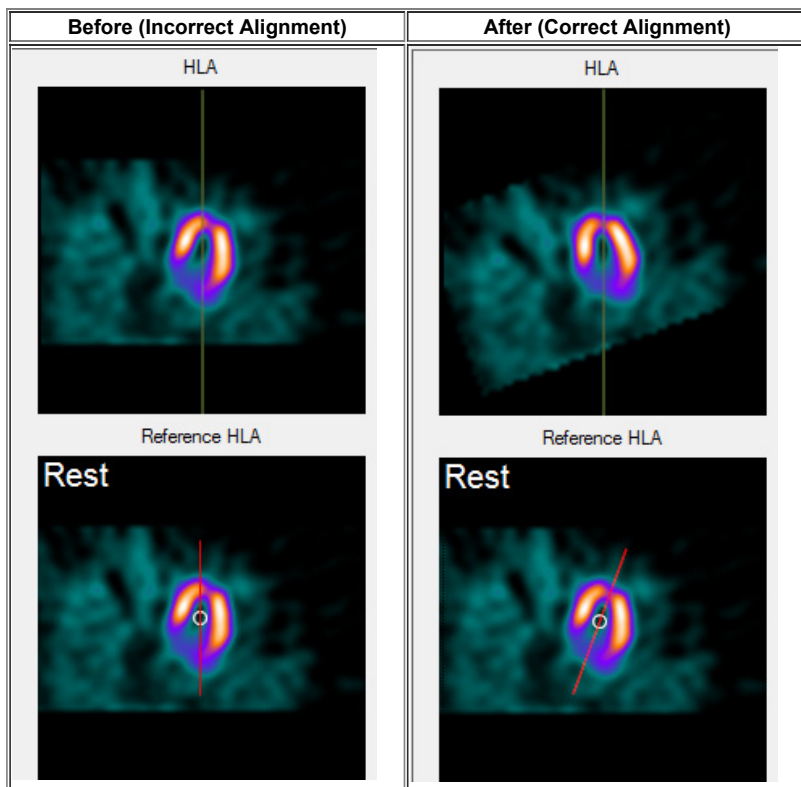 Before (Incorrect Alignment)
After (Correct Alignment)
HLA
HLA
Reference HLA
Reference HLA
Rest
Rest